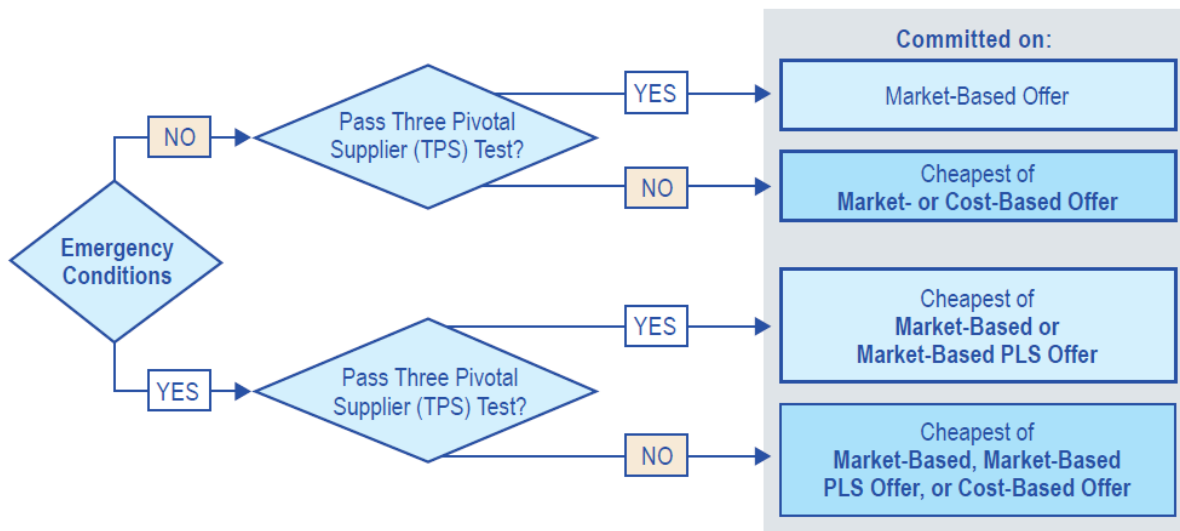 Committed on:
Market-Based Offer
YES
NO
Pass Three Pivotal
Supplier (TPS) Test?
NO
Cheapest of
Market- or Cost-Based Offer
Emergency
Conditions
YES
Cheapest of
Market-Based or
Market-Based PLS Offer
YES
Pass Three Pivotal
Supplier (TPS) Test?
NO
Cheapest of
Market-Based, Market-Based
PLS Offer, or Cost-Based Offer